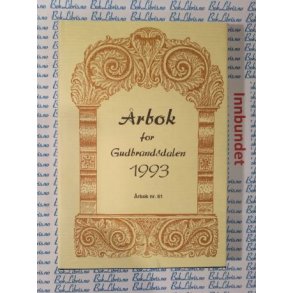 Årbok
for
Gudbrandsdalen
1993
Årbok nr. 61
Innbundet